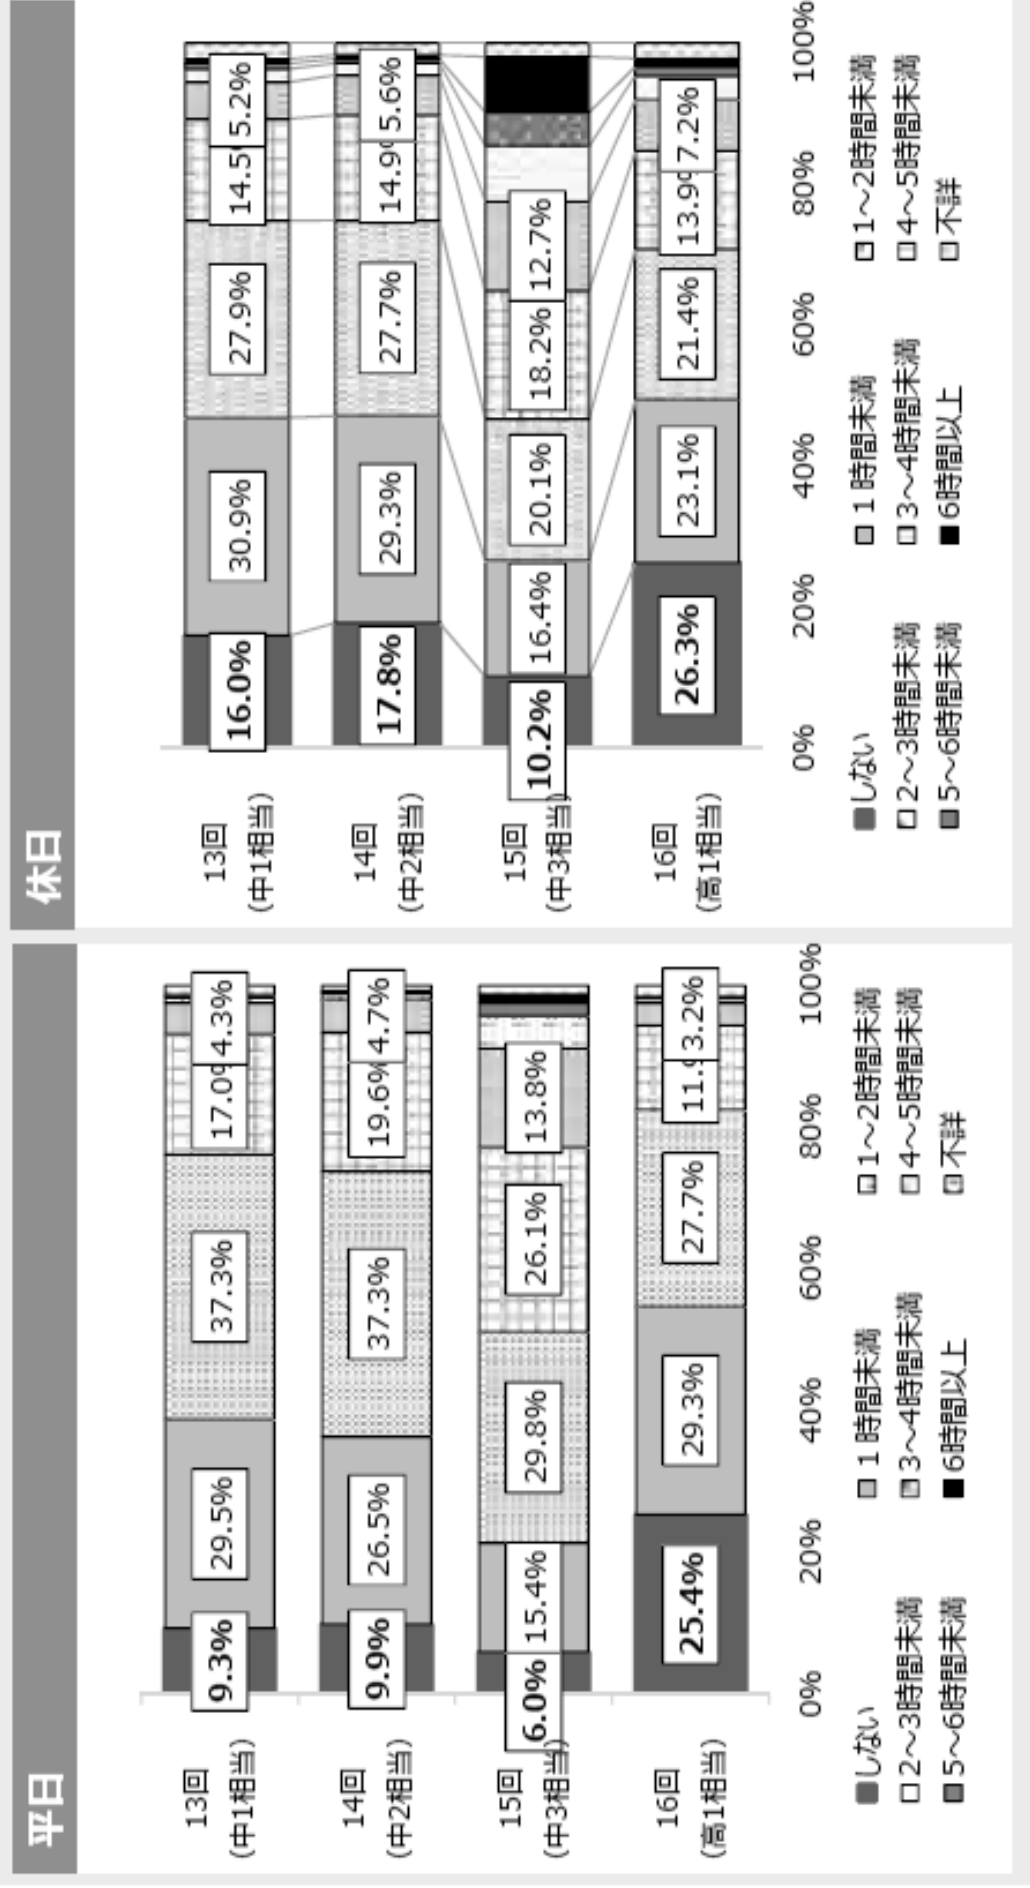 平日
13回
(中1相当)
9.3%
29.5%
37.3%
17.0%
4.3%
14回
(中2相当)
9.9%
26.5%
37.3%
19.6%
4.7%
15回
(中3相当)
6.0%
15.4%
29.8%
26.1%
13.8%
16回
(高1相当)
25.4%
29.3%
27.7%
11.9
3.2%
0% 20% 40% 60% 80% 100%
しない 1時間未満 1～2時間未満
2～3時間未満 3～4時間未満 4～5時間未満
5～6時間未満 6時間以上 不詳
休日
13回
(中1相当)
16.0%
30.9%
27.9%
14.5
5.2%
14回
(中2相当)
17.8%
29.3%
27.7%
14.9
5.6%
15回
(中3相当)
10.2%
16.4%
20.1%
18.2%
12.7%
16回
(高1相当)
26.3%
23.1%
21.4%
13.9%
7.2%
0% 20% 40% 60% 80% 100%
しない 1時間未満 1～2時間未満
2～3時間未満 3～4時間未満 4～5時間未満
5～6時間未満 6時間以上 不詳